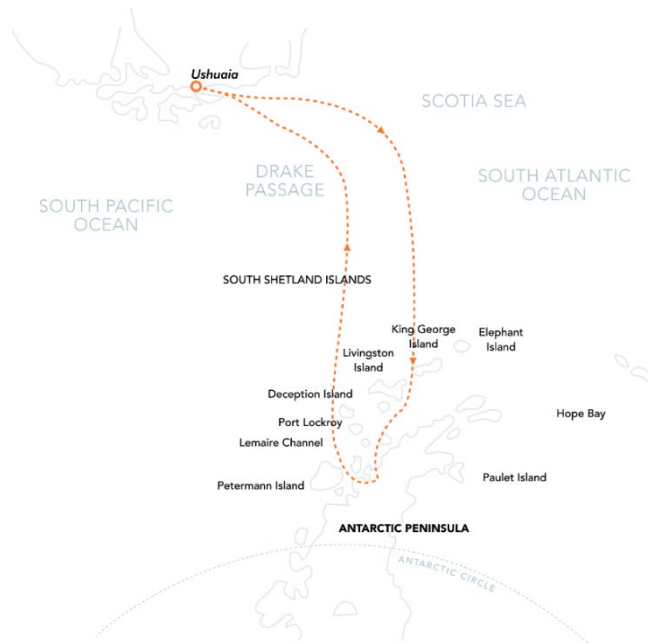 Ushuaia
SCOTIA SEA
DRAKE
PASSAGE
SOUTH ATLANTIC
OCEAN
SOUTH PACIFIC
OCEAN
SOUTH SHETLAND ISLANDS
King George
Island
Elephant
Island
Livingston
Island
Deception Island
Hope Bay
Port Lockroy
Lemaire Channel
Petermann Island
Paulet Island
ANTARCTIC PENINSULA
ANTARCTIC CIRCLE